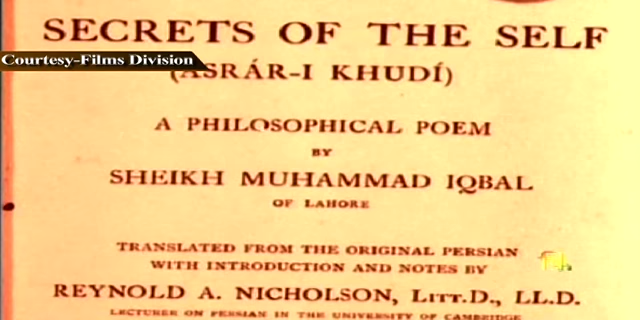 SECRETS OF THE SELF
Courtesy-Films Division
(ASRÁR-I KHUDÍ)
A PHILOSOPHICAL POEM
BY
SHEIKH MUHAMMAD IQBAL
OF LAHORE
TRANSLATED FROM THE ORIGINAL PERSIAN
WITH INTRODUCTION AND NOTES BY
REYNOLD A. NICHOLSON, LITT.D., LL.D.
LECTURER ON PERSIAN IN THE UNIVERSITY OF CAMBRIDGE